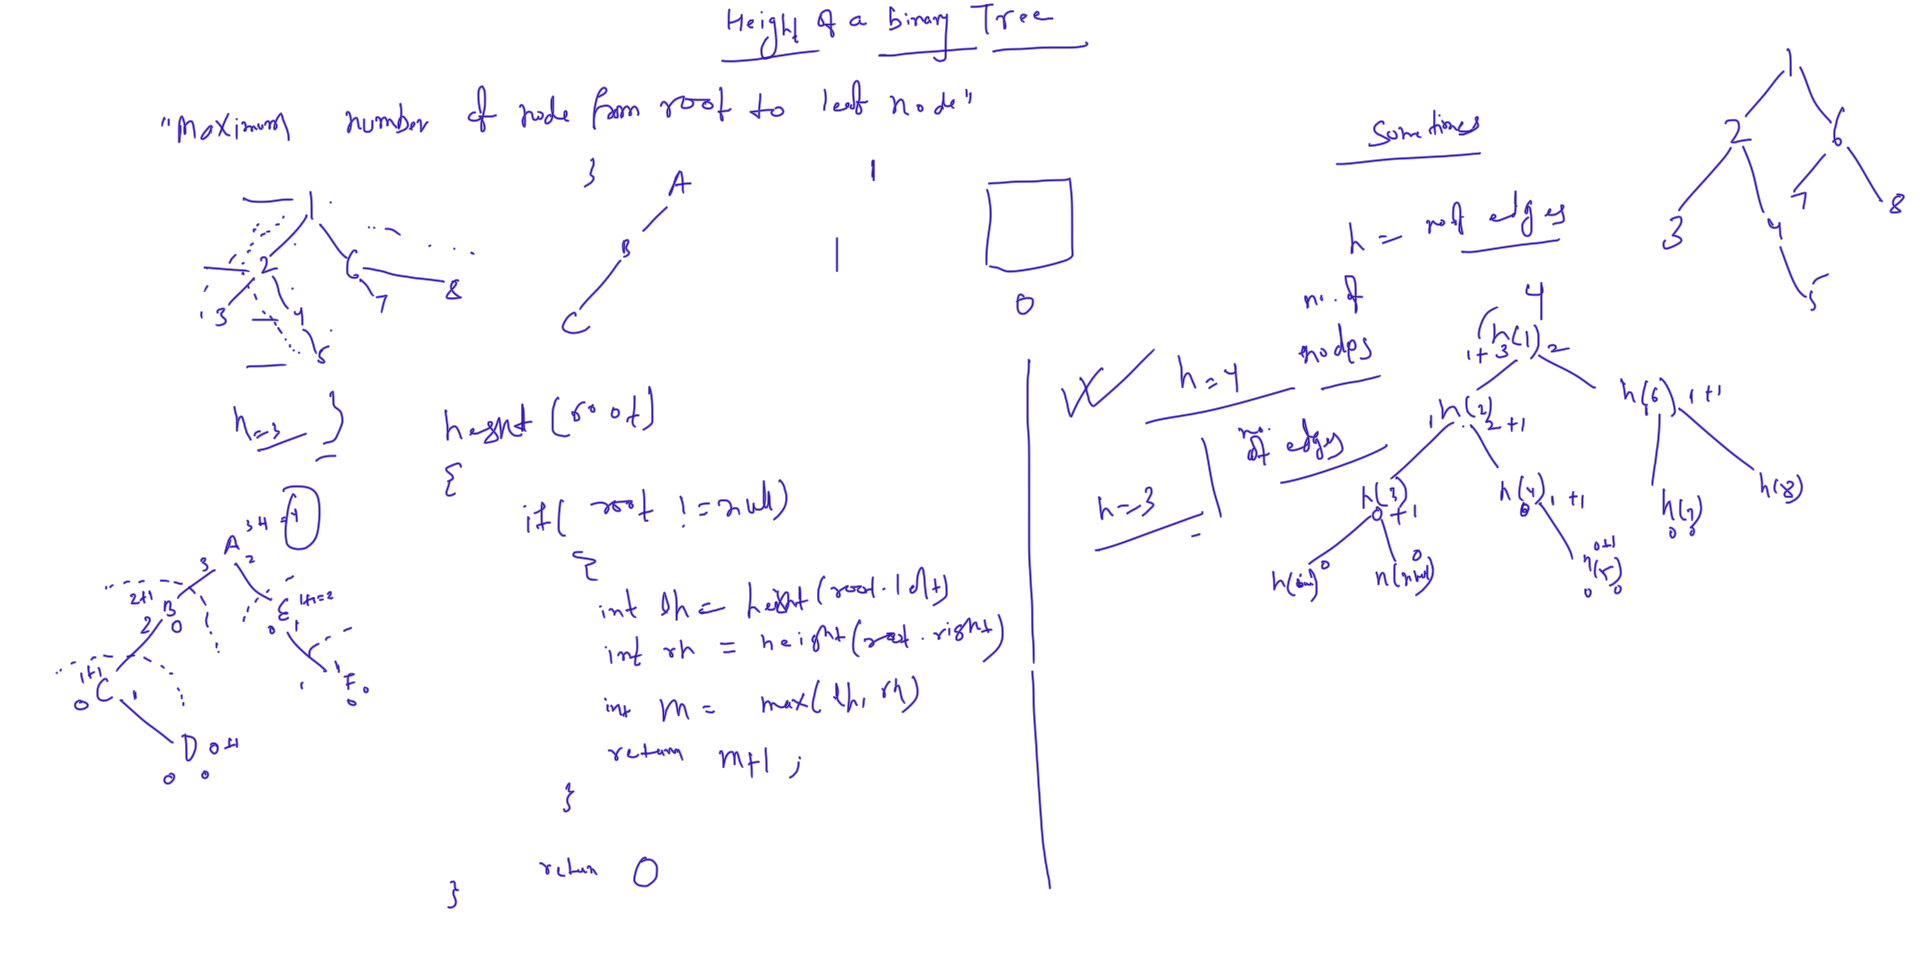 Height of a binary Tree
"Maximum number of node from root to leaf node"
3
A
B
C
1
0
1
2
6
3
4
7
8
5
h=3
height (root)
{
if( root != null)
{
int lh = height (root.left)
int rh = height (root.right)
int m = max(lh, rh)
return m+1 ;
}
return 0
}
A
3
2
2+1
B
2
0
E
1+1=2
0
1
1+1
0
C
1
F
0
0
D
0+1
0
0
Sometimes
h = no of edges
no. of
nodes
h=4
no.
of edges
h=3
1
2
6
3
4
7
8
5
4
h(1)
1+3
2
h(2)
1
2+1
h(6)
1+1
h(3)
0+1
h(4)
0
1+1
h(7)
0
h(8)
h(null) 0
h(null)
0
0+1
h(5)
0
0